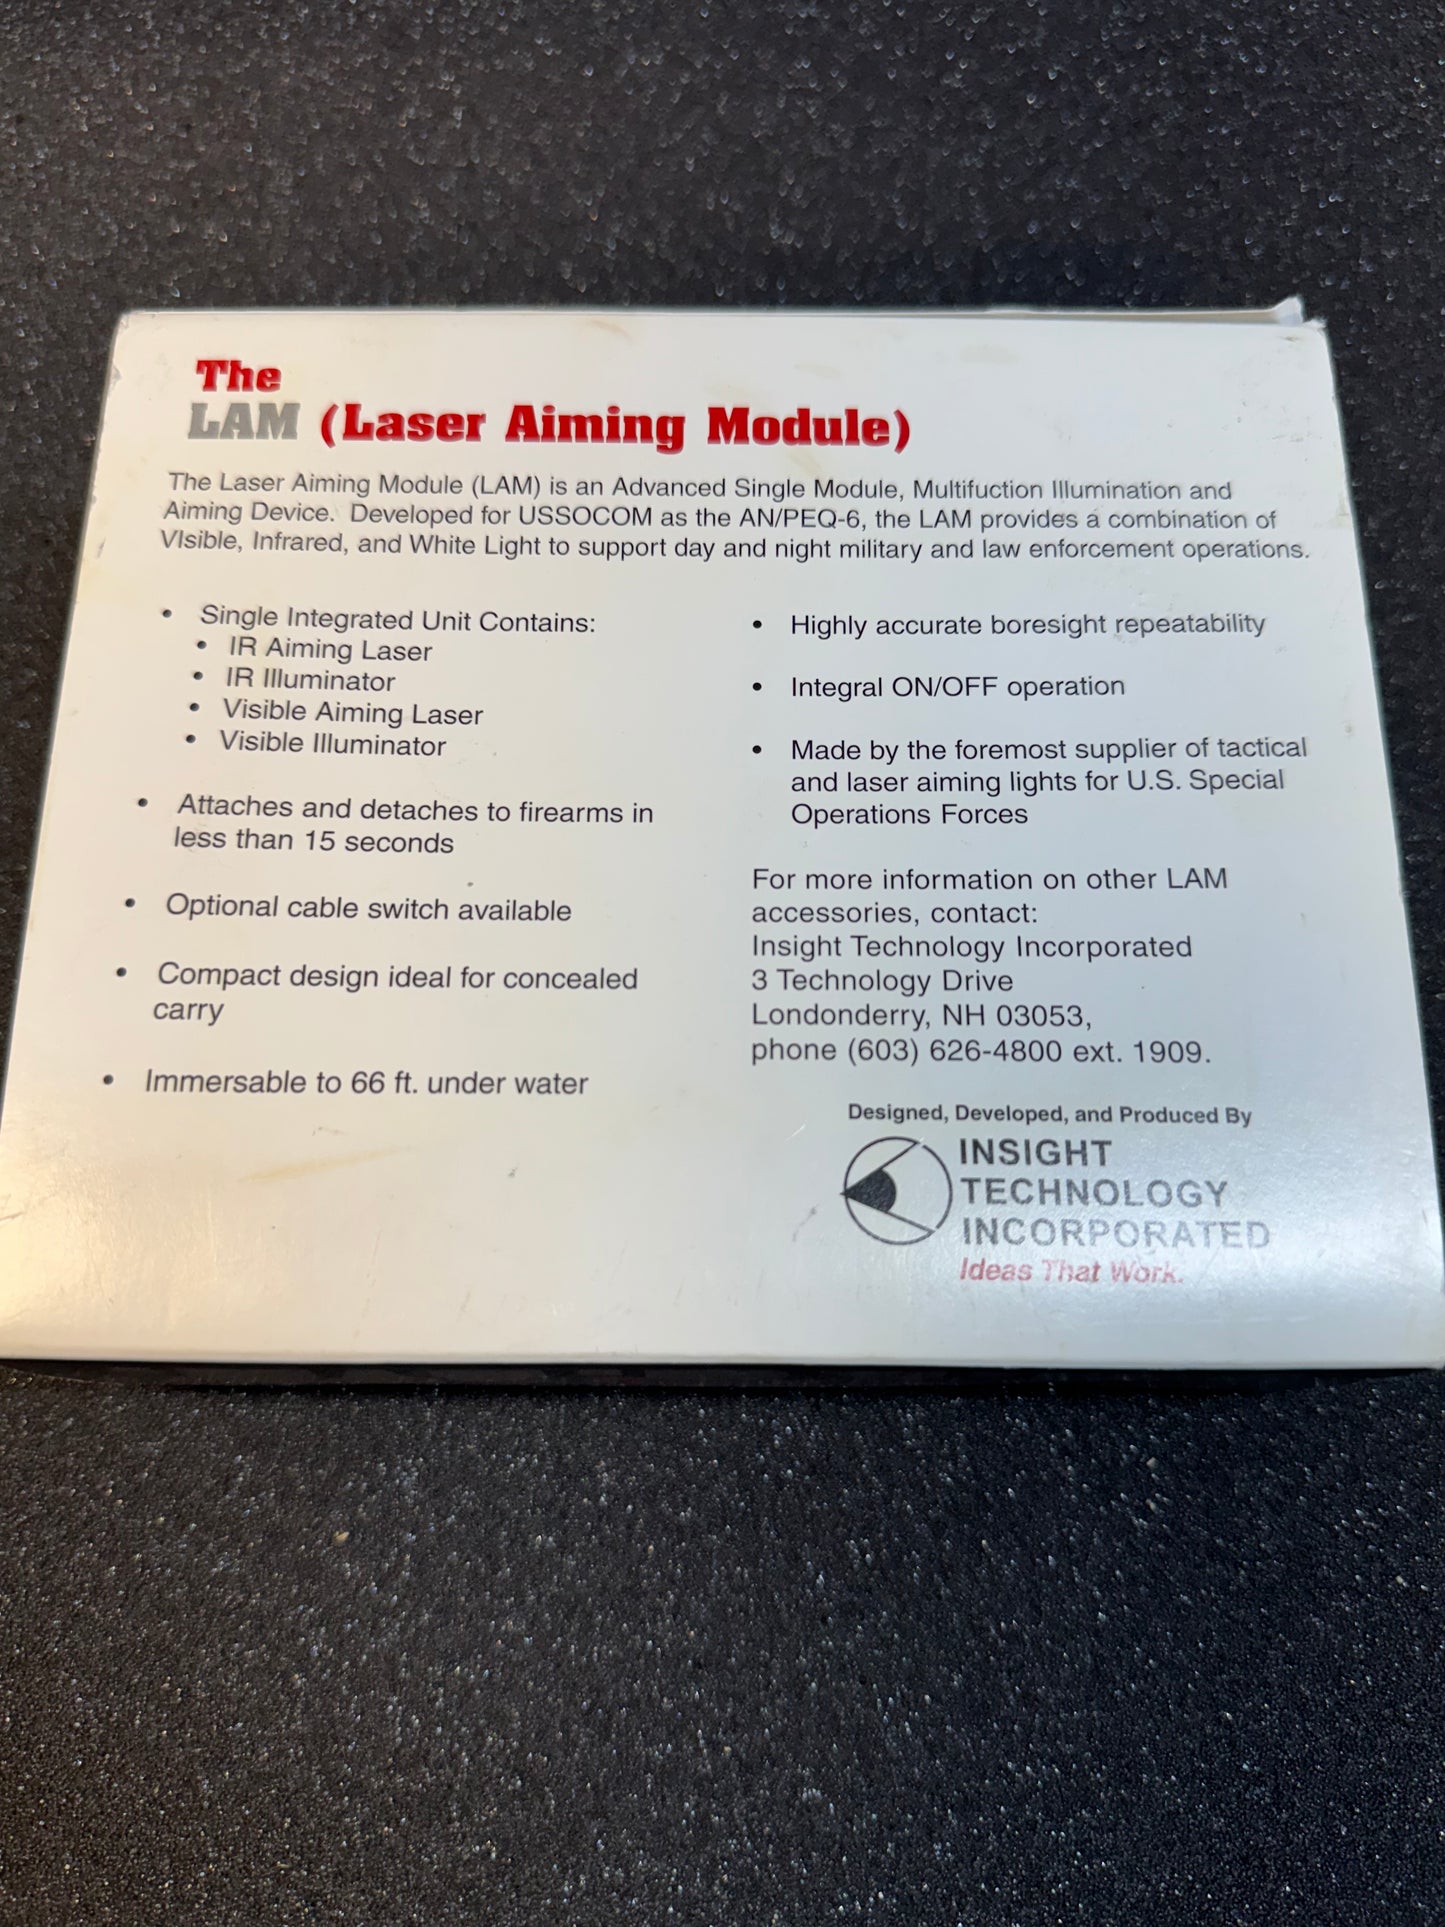 The
LAM (Laser Aiming Module)
The Laser Aiming Module (LAM) is an Advanced Single Module, Multifuction Illumination and
Aiming Device. Developed for USSOCOM as the AN/PEQ-6, the LAM provides a combination of
VIsible, Infrared, and White Light to support day and night military and law enforcement operations.
• Single Integrated Unit Contains:
• IR Aiming Laser
• IR Illuminator
• Visible Aiming Laser
• Visible Illuminator
• Attaches and detaches to firearms in
less than 15 seconds
• Optional cable switch available
• Compact design ideal for concealed
carry
• Immersable to 66 ft. under water
• Highly accurate boresight repeatability
• Integral ON/OFF operation
• Made by the foremost supplier of tactical
and laser aiming lights for U.S. Special
Operations Forces
For more information on other LAM
accessories, contact:
Insight Technology Incorporated
3 Technology Drive
Londonderry, NH 03053,
phone (603) 626-4800 ext. 1909.
Designed, Developed, and Produced By
INSIGHT
TECHNOLOGY
INCORPORATED
Ideas That Work.